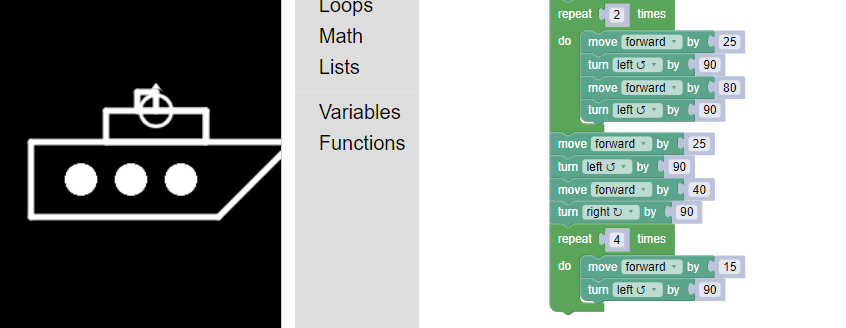 Loops
Math
Lists
Variables
Functions
repeat 2 times
do move forward by 25
turn left ↺ by 90
move forward by 80
turn left ↺ by 90
move forward by 25
turn left ↺ by 90
move forward by 40
turn right ↻ by 90
repeat 4 times
do move forward by 15
turn left ↺ by 90